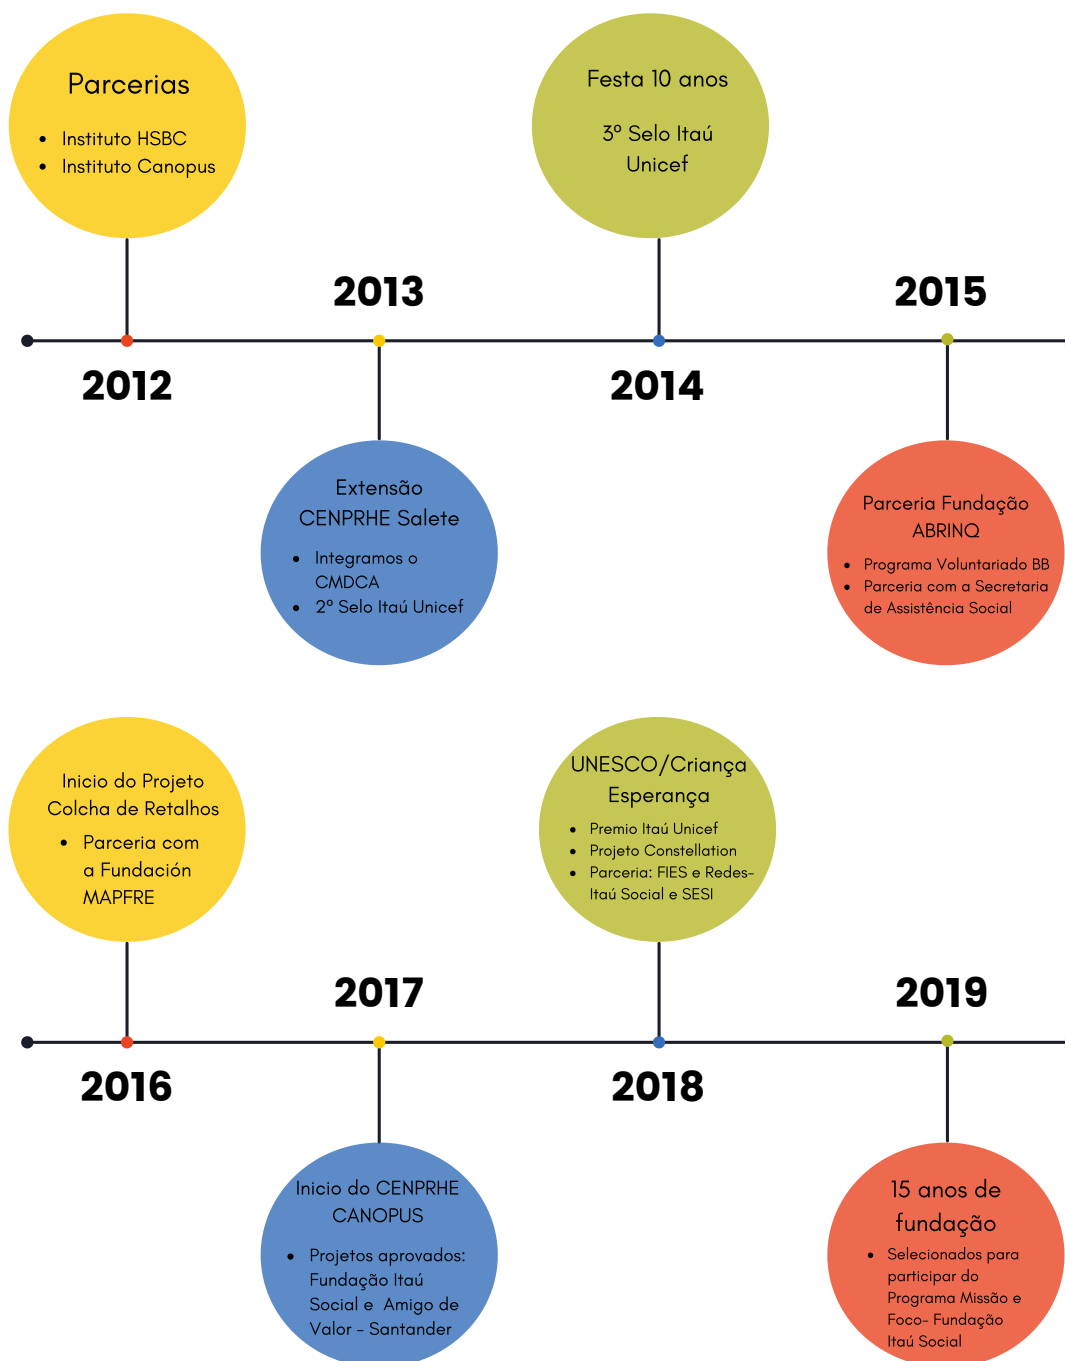 Parcerias
• Instituto HSBC
• Instituto Canopus
Festa 10 anos
3º Selo Itaú
Unicef
2013
2015
2012
2014
Extensão
CENPRHE Salete
• Integramos o
CMDCA
• 2º Selo Itaú Unicef
Parceria Fundação
ABRINQ
• Programa Voluntariado BB
• Parceria com a Secretaria
de Assistência Social
Inicio do Projeto
Colcha de Retalhos
• Parceria com
a Fundación
MAPFRE
UNESCO/Criança
Esperança
• Premio Itaú Unicef
• Projeto Constellation
• Parceria: FIES e Redes-
Itaú Social e SESI
2017
2019
2016
2018
Inicio do CENPRHE
CANOPUS
• Projetos aprovados:
Fundação Itaú
Social e Amigo de
Valor - Santander
15 anos de
fundação
• Selecionados para
participar do
Programa Missão e
Foco- Fundação
Itaú Social